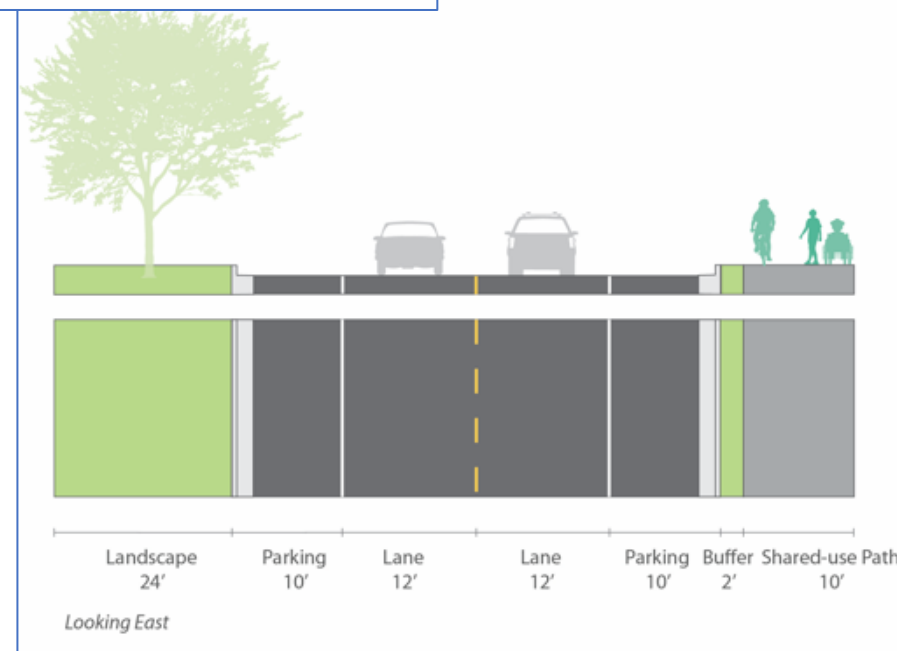 Landscape
24’
Parking
10’
Lane
12’
Lane
12’
Parking
10’
Buffer
2’
Shared-use Path
10’
Looking East